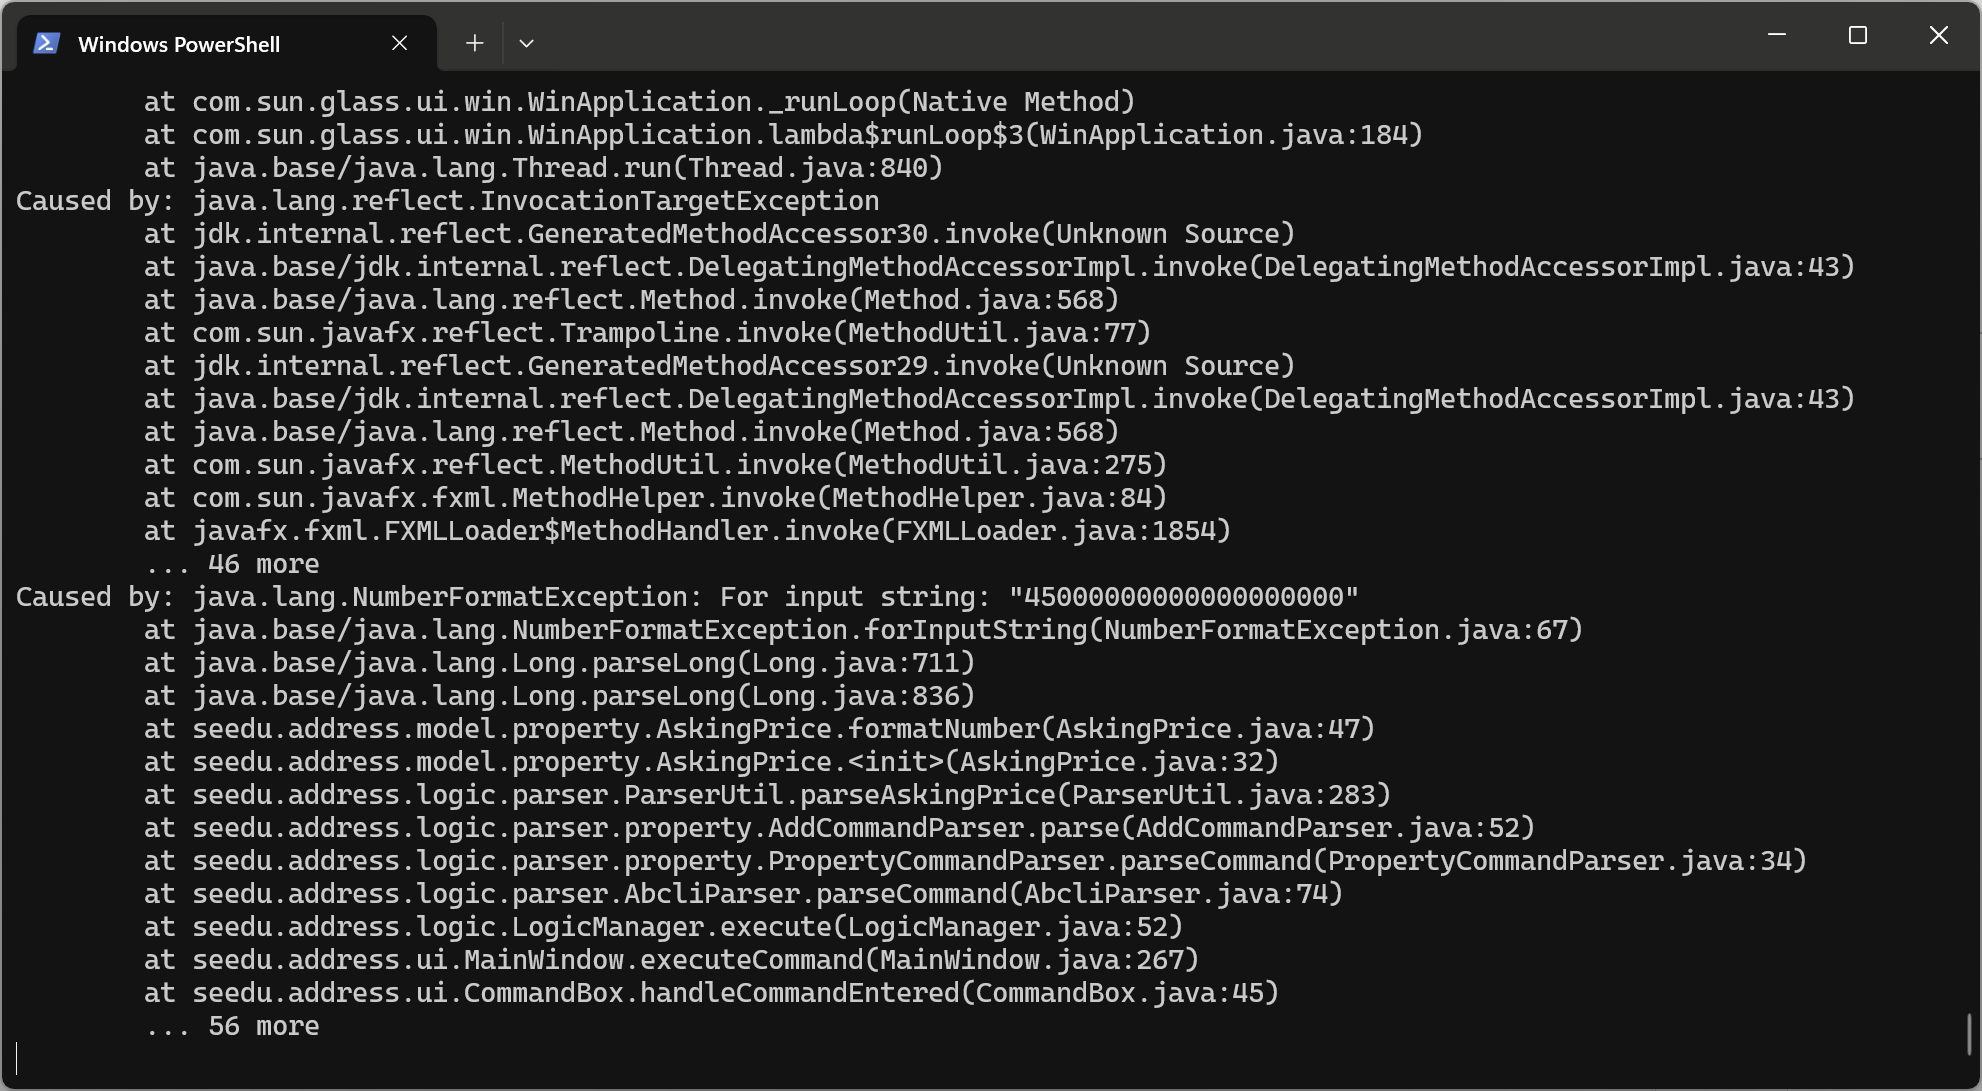 Windows PowerShell
at com.sun.glass.ui.win.WinApplication._runLoop(Native Method)
at com.sun.glass.ui.win.WinApplication.lambda$runLoop$3(WinApplication.java:184)
at java.base/java.lang.Thread.run(Thread.java:840)
Caused by: java.lang.reflect.InvocationTargetException
at jdk.internal.reflect.GeneratedMethodAccessor30.invoke(Unknown Source)
at java.base/jdk.internal.reflect.DelegatingMethodAccessorImpl.invoke(DelegatingMethodAccessorImpl.java:43)
at java.base/java.lang.reflect.Method.invoke(Method.java:568)
at com.sun.javafx.reflect.Trampoline.invoke(MethodUtil.java:77)
at jdk.internal.reflect.GeneratedMethodAccessor29.invoke(Unknown Source)
at java.base/jdk.internal.reflect.DelegatingMethodAccessorImpl.invoke(DelegatingMethodAccessorImpl.java:43)
at java.base/java.lang.reflect.Method.invoke(Method.java:568)
at com.sun.javafx.reflect.MethodUtil.invoke(MethodUtil.java:275)
at com.sun.javafx.fxml.MethodHelper.invoke(MethodHelper.java:84)
at javafx.fxml.FXMLLoader$MethodHandler.invoke(FXMLLoader.java:1854)
... 46 more
Caused by: java.lang.NumberFormatException: For input string: "45000000000000000000"
at java.base/java.lang.NumberFormatException.forInputString(NumberFormatException.java:67)
at java.base/java.lang.Long.parseLong(Long.java:711)
at java.base/java.lang.Long.parseLong(Long.java:836)
at seedu.address.model.property.AskingPrice.formatNumber(AskingPrice.java:47)
at seedu.address.model.property.AskingPrice.<init>(AskingPrice.java:32)
at seedu.address.logic.parser.ParserUtil.parseAskingPrice(ParserUtil.java:283)
at seedu.address.logic.parser.property.AddCommandParser.parse(AddCommandParser.java:52)
at seedu.address.logic.parser.property.PropertyCommandParser.parseCommand(PropertyCommandParser.java:34)
at seedu.address.logic.parser.AbcliParser.parseCommand(AbcliParser.java:74)
at seedu.address.logic.LogicManager.execute(LogicManager.java:52)
at seedu.address.ui.MainWindow.executeCommand(MainWindow.java:267)
at seedu.address.ui.CommandBox.handleCommandEntered(CommandBox.java:45)
... 56 more